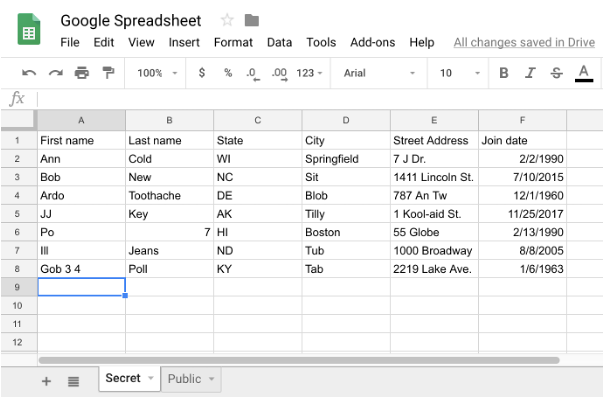 Google Spreadsheet
File Edit View Insert Format Data Tools Add-ons Help All changes saved in Drive
100% $ % .0 .00 123 Arial 10 B I S A
fx
A B C D E F
1 First name Last name State City Street Address Join date
2 Ann Cold WI Springfield 7 J Dr. 2/2/1990
3 Bob New NC Sit 1411 Lincoln St. 7/10/2015
4 Ardo Toothache DE Blob 787 An Tw 12/1/1960
5 JJ Key AK Tilly 1 Kool-aid St. 11/25/2017
6 Po 7 HI Boston 55 Globe 2/13/1990
7 Ill Jeans ND Tub 1000 Broadway 8/8/2005
8 Gob 3 4 Poll KY Tab 2219 Lake Ave. 1/6/1963
9
10
11
12
Secret Public